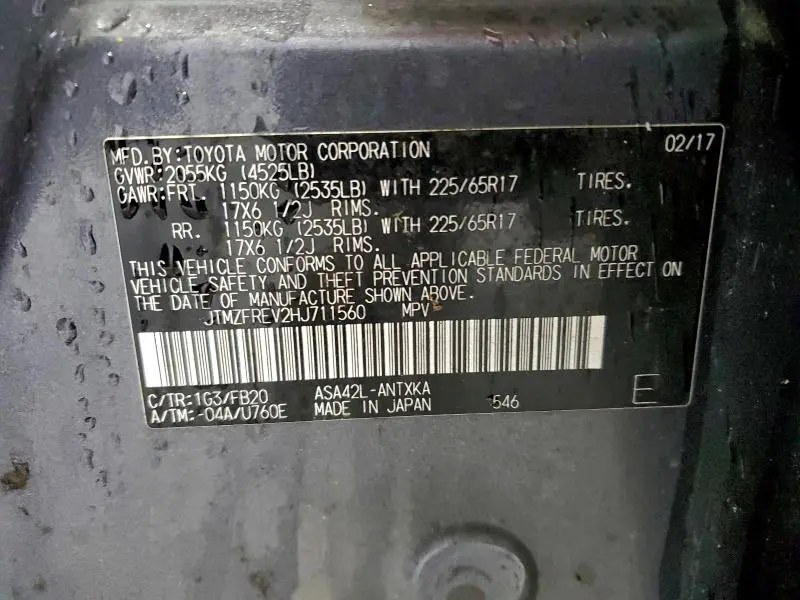 MFD.BY:TOYOTA MOTOR CORPORATION 02/17
GVWR:2055KG (4525LB)
GAWR:FRT. 1150KG (2535LB) WITH 225/65R17 TIRES.
17X6 1/2J RIMS.
RR. 1150KG (2535LB) WITH 225/65R17 TIRES.
17X6 1/2J RIMS.
THIS VEHICLE CONFORMS TO ALL APPLICABLE FEDERAL MOTOR
VEHICLE SAFETY AND THEFT PREVENTION STANDARDS IN EFFECT ON
THE DATE OF MANUFACTURE SHOWN ABOVE.
JTMZFREV2HJ711560 MPV
C/TR:1G3/FB20 ASA42L-ANTXKA
A/TM:-04A/U760E MADE IN JAPAN 546 E